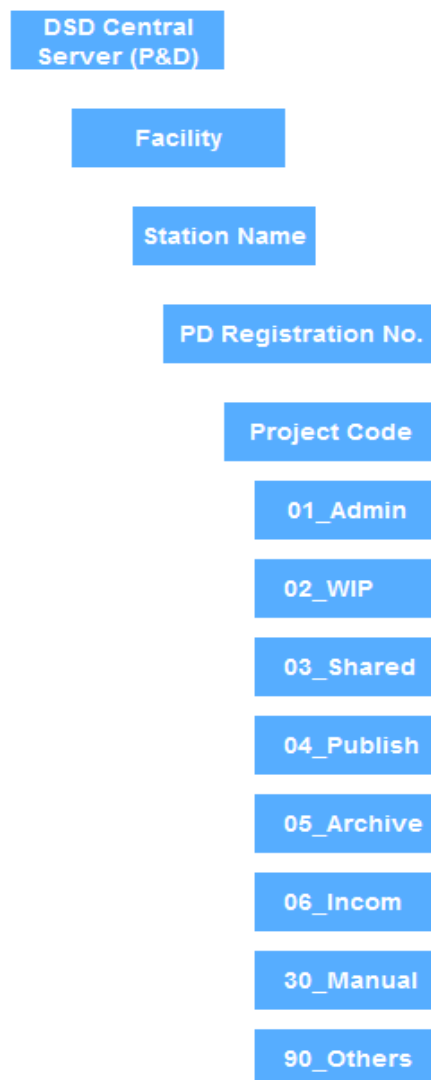 DSD Central
Server (P&D)
Facility
Station Name
PD Registration No.
Project Code
01_Admin
02_WIP
03_Shared
04_Publish
05_Archive
06_Incom
30_Manual
90_Others